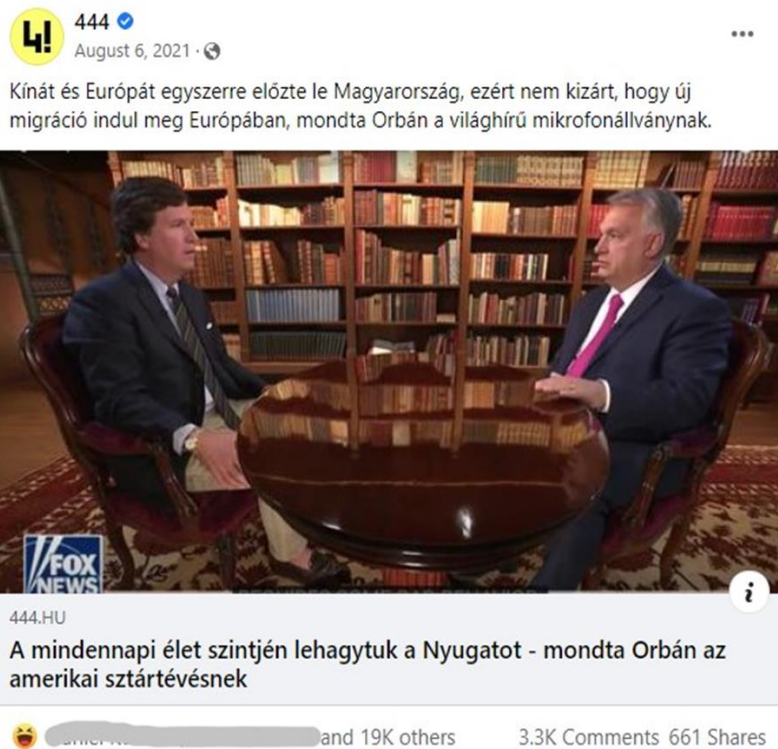 444
August 6, 2021 ·
Kínát és Európát egyszerre előzte le Magyarország, ezért nem kizárt, hogy új
migráció indul meg Európában, mondta Orbán a világhírű mikrofonállványnak.
FOX
NEWS
444.HU
A mindennapi élet szintjén lehagytuk a Nyugatot - mondta Orbán az
amerikai sztártévésnek
and 19K others
3.3K Comments 661 Shares